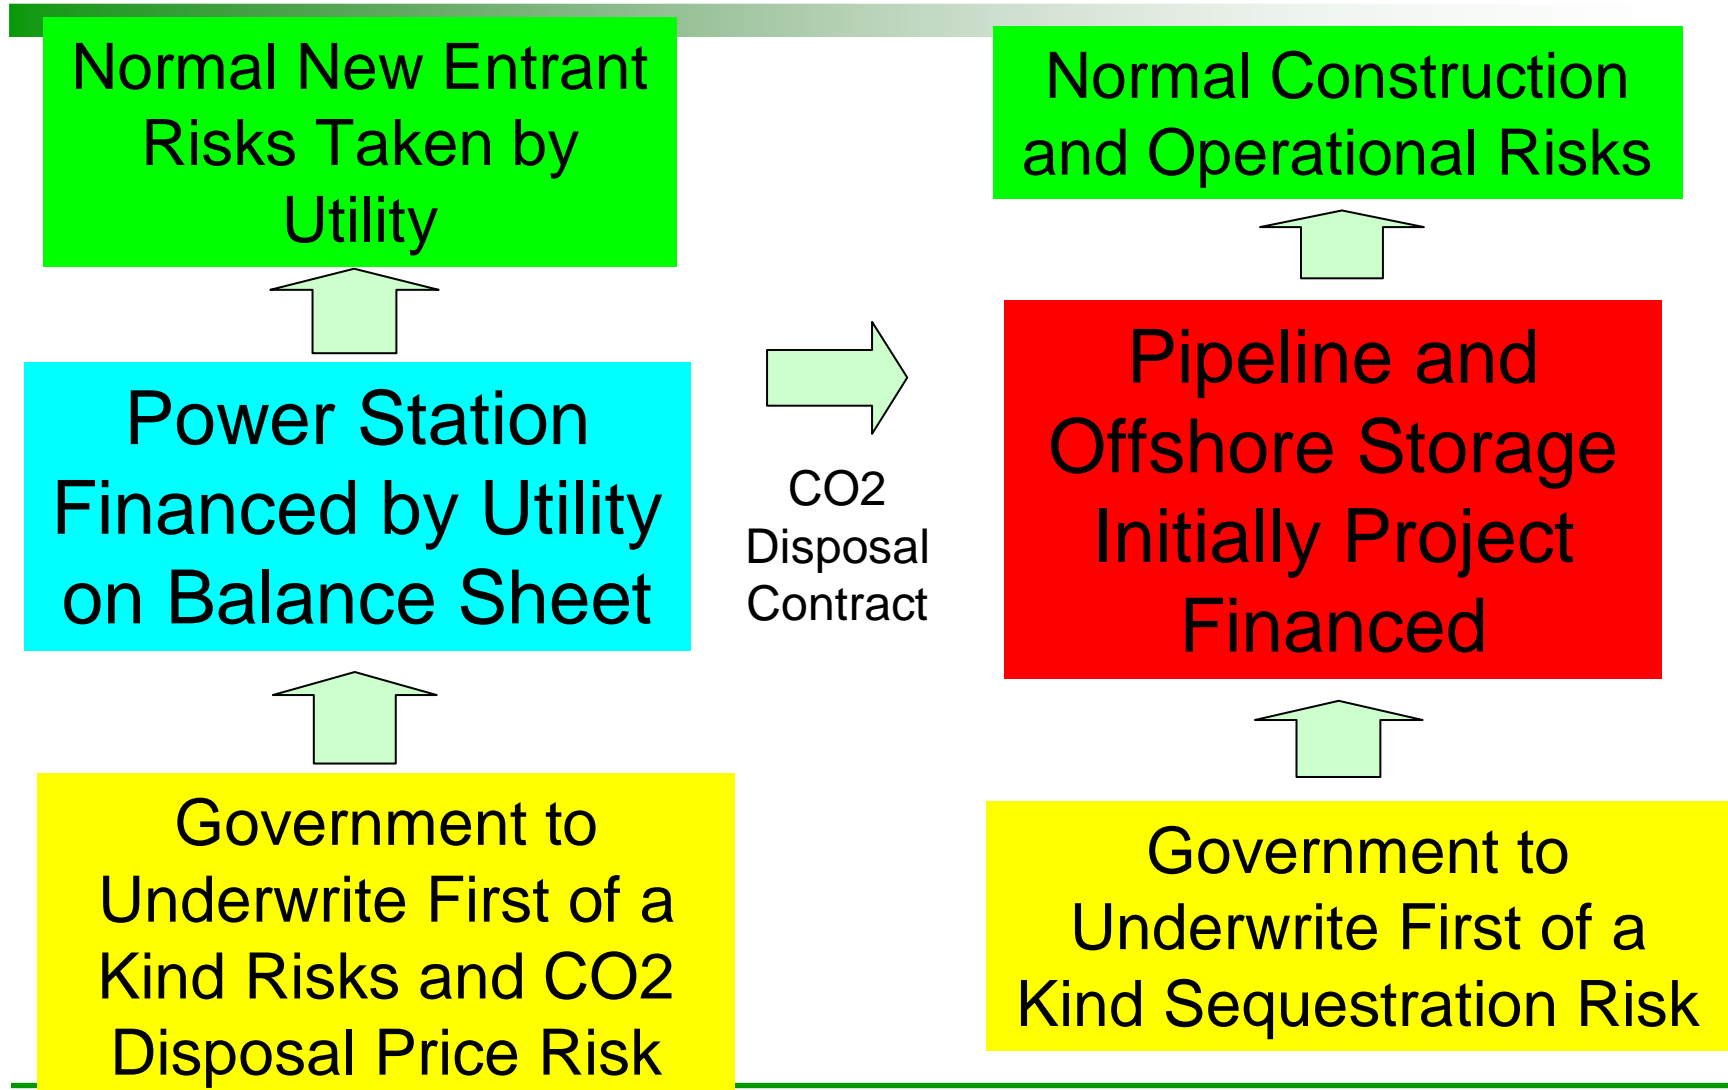 Normal New Entrant
Risks Taken by
Utility
Normal Construction
and Operational Risks
Power Station
Financed by Utility
on Balance Sheet
CO2
Disposal
Contract
Pipeline and
Offshore Storage
Initially Project
Financed
Government to
Underwrite First of a
Kind Risks and CO2
Disposal Price Risk
Government to
Underwrite First of a
Kind Sequestration Risk